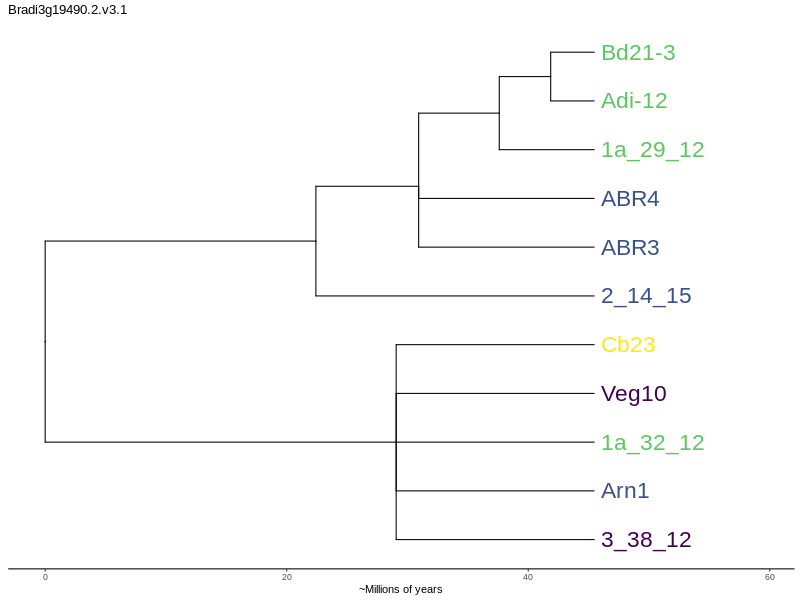 Bradi3g19490.2.v3.1
Bd21-3
Adi-12
1a_29_12
ABR4
ABR3
2_14_15
Cb23
Veg10
1a_32_12
Arn1
3_38_12
0 20 40 60
~Millions of years